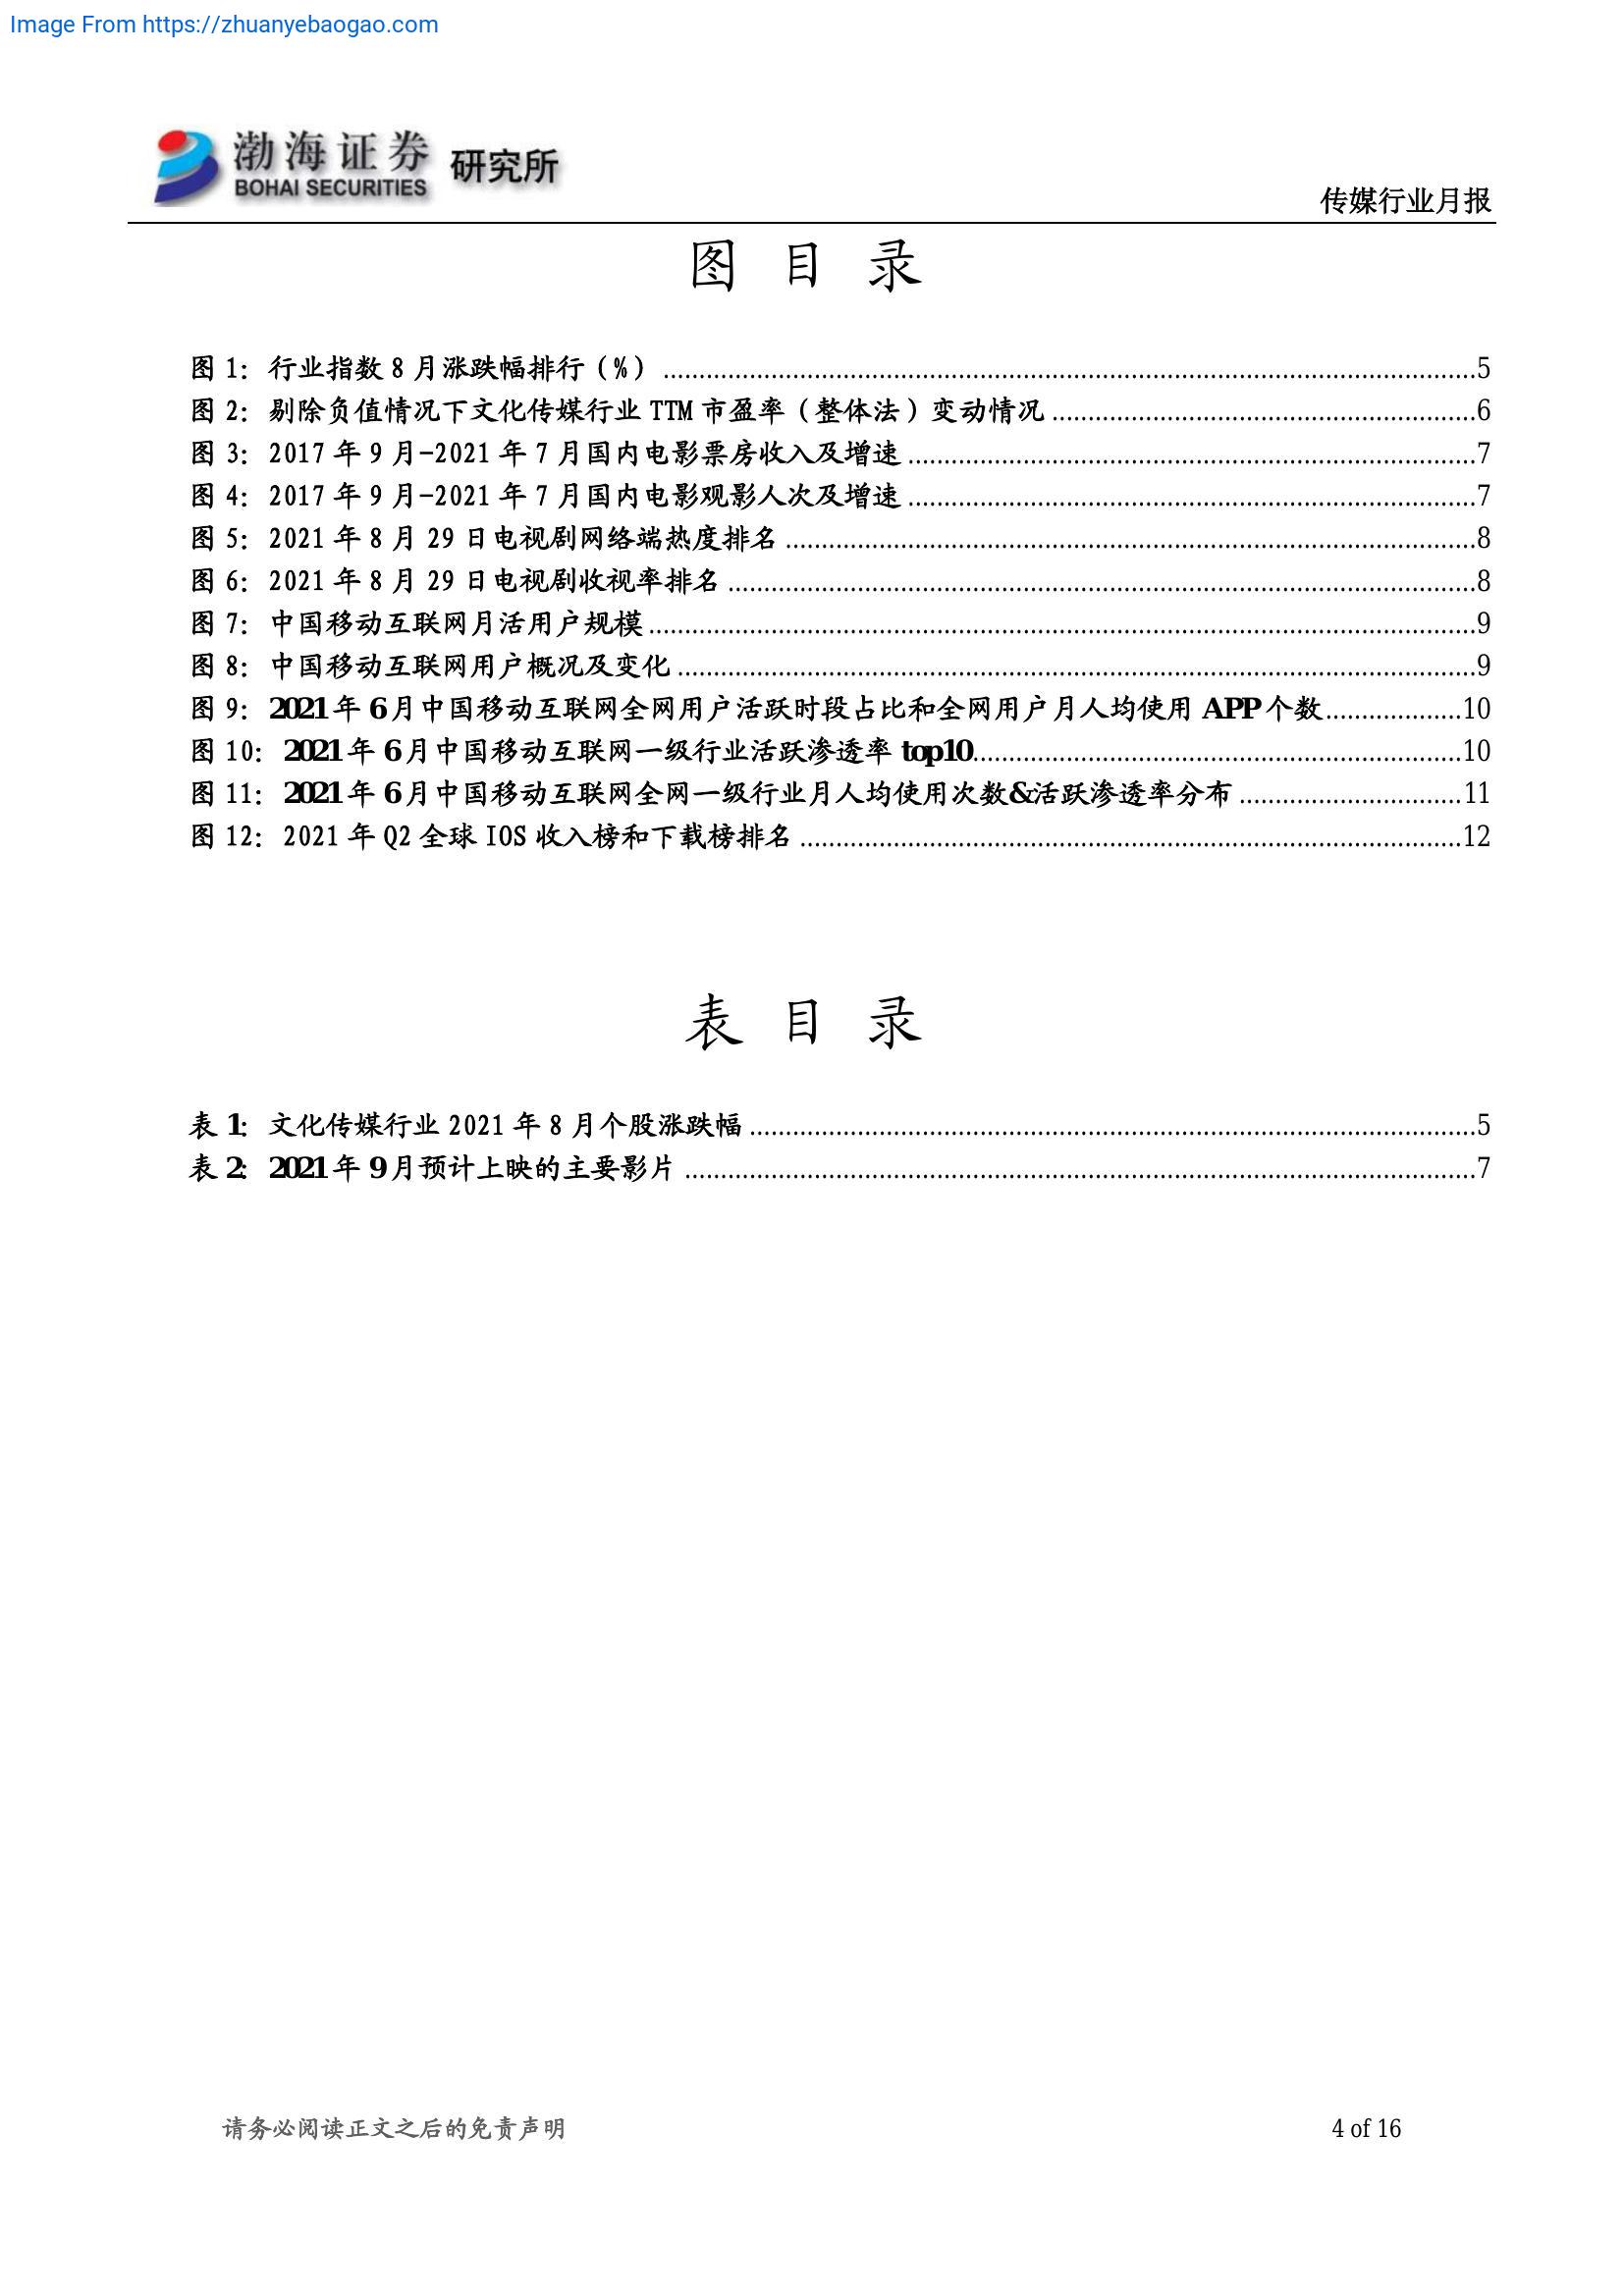 Image From https://zhuanyebaogao.com
渤海证券 研究所
BOHAI SECURITIES
传媒行业月报
图 目 录
图 1：行业指数 8 月涨跌幅排行（%）.....5
图 2：剔除负值情况下文化传媒行业 TTM 市盈率（整体法）变动情况.....6
图 3：2017 年 9 月-2021 年 7 月国内电影票房收入及增速.....7
图 4：2017 年 9 月-2021 年 7 月国内电影观影人次及增速.....7
图 5：2021 年 8 月 29 日电视剧网络端热度排名.....8
图 6：2021 年 8 月 29 日电视剧收视率排名.....8
图 7：中国移动互联网月活用户规模.....9
图 8：中国移动互联网用户概况及变化.....9
图 9：2021 年 6 月中国移动互联网全网用户活跃时段占比和全网用户月人均使用 APP 个数.....10
图 10：2021 年 6 月中国移动互联网一级行业活跃渗透率 top10.....10
图 11：2021 年 6 月中国移动互联网全网一级行业月人均使用次数&活跃渗透率分布.....11
图 12：2021 年 Q2 全球 IOS 收入榜和下载榜排名.....12
表 目 录
表 1：文化传媒行业 2021 年 8 月个股涨跌幅.....5
表 2：2021 年 9 月预计上映的主要影片.....7
请务必阅读正文之后的免责声明 4 of 16